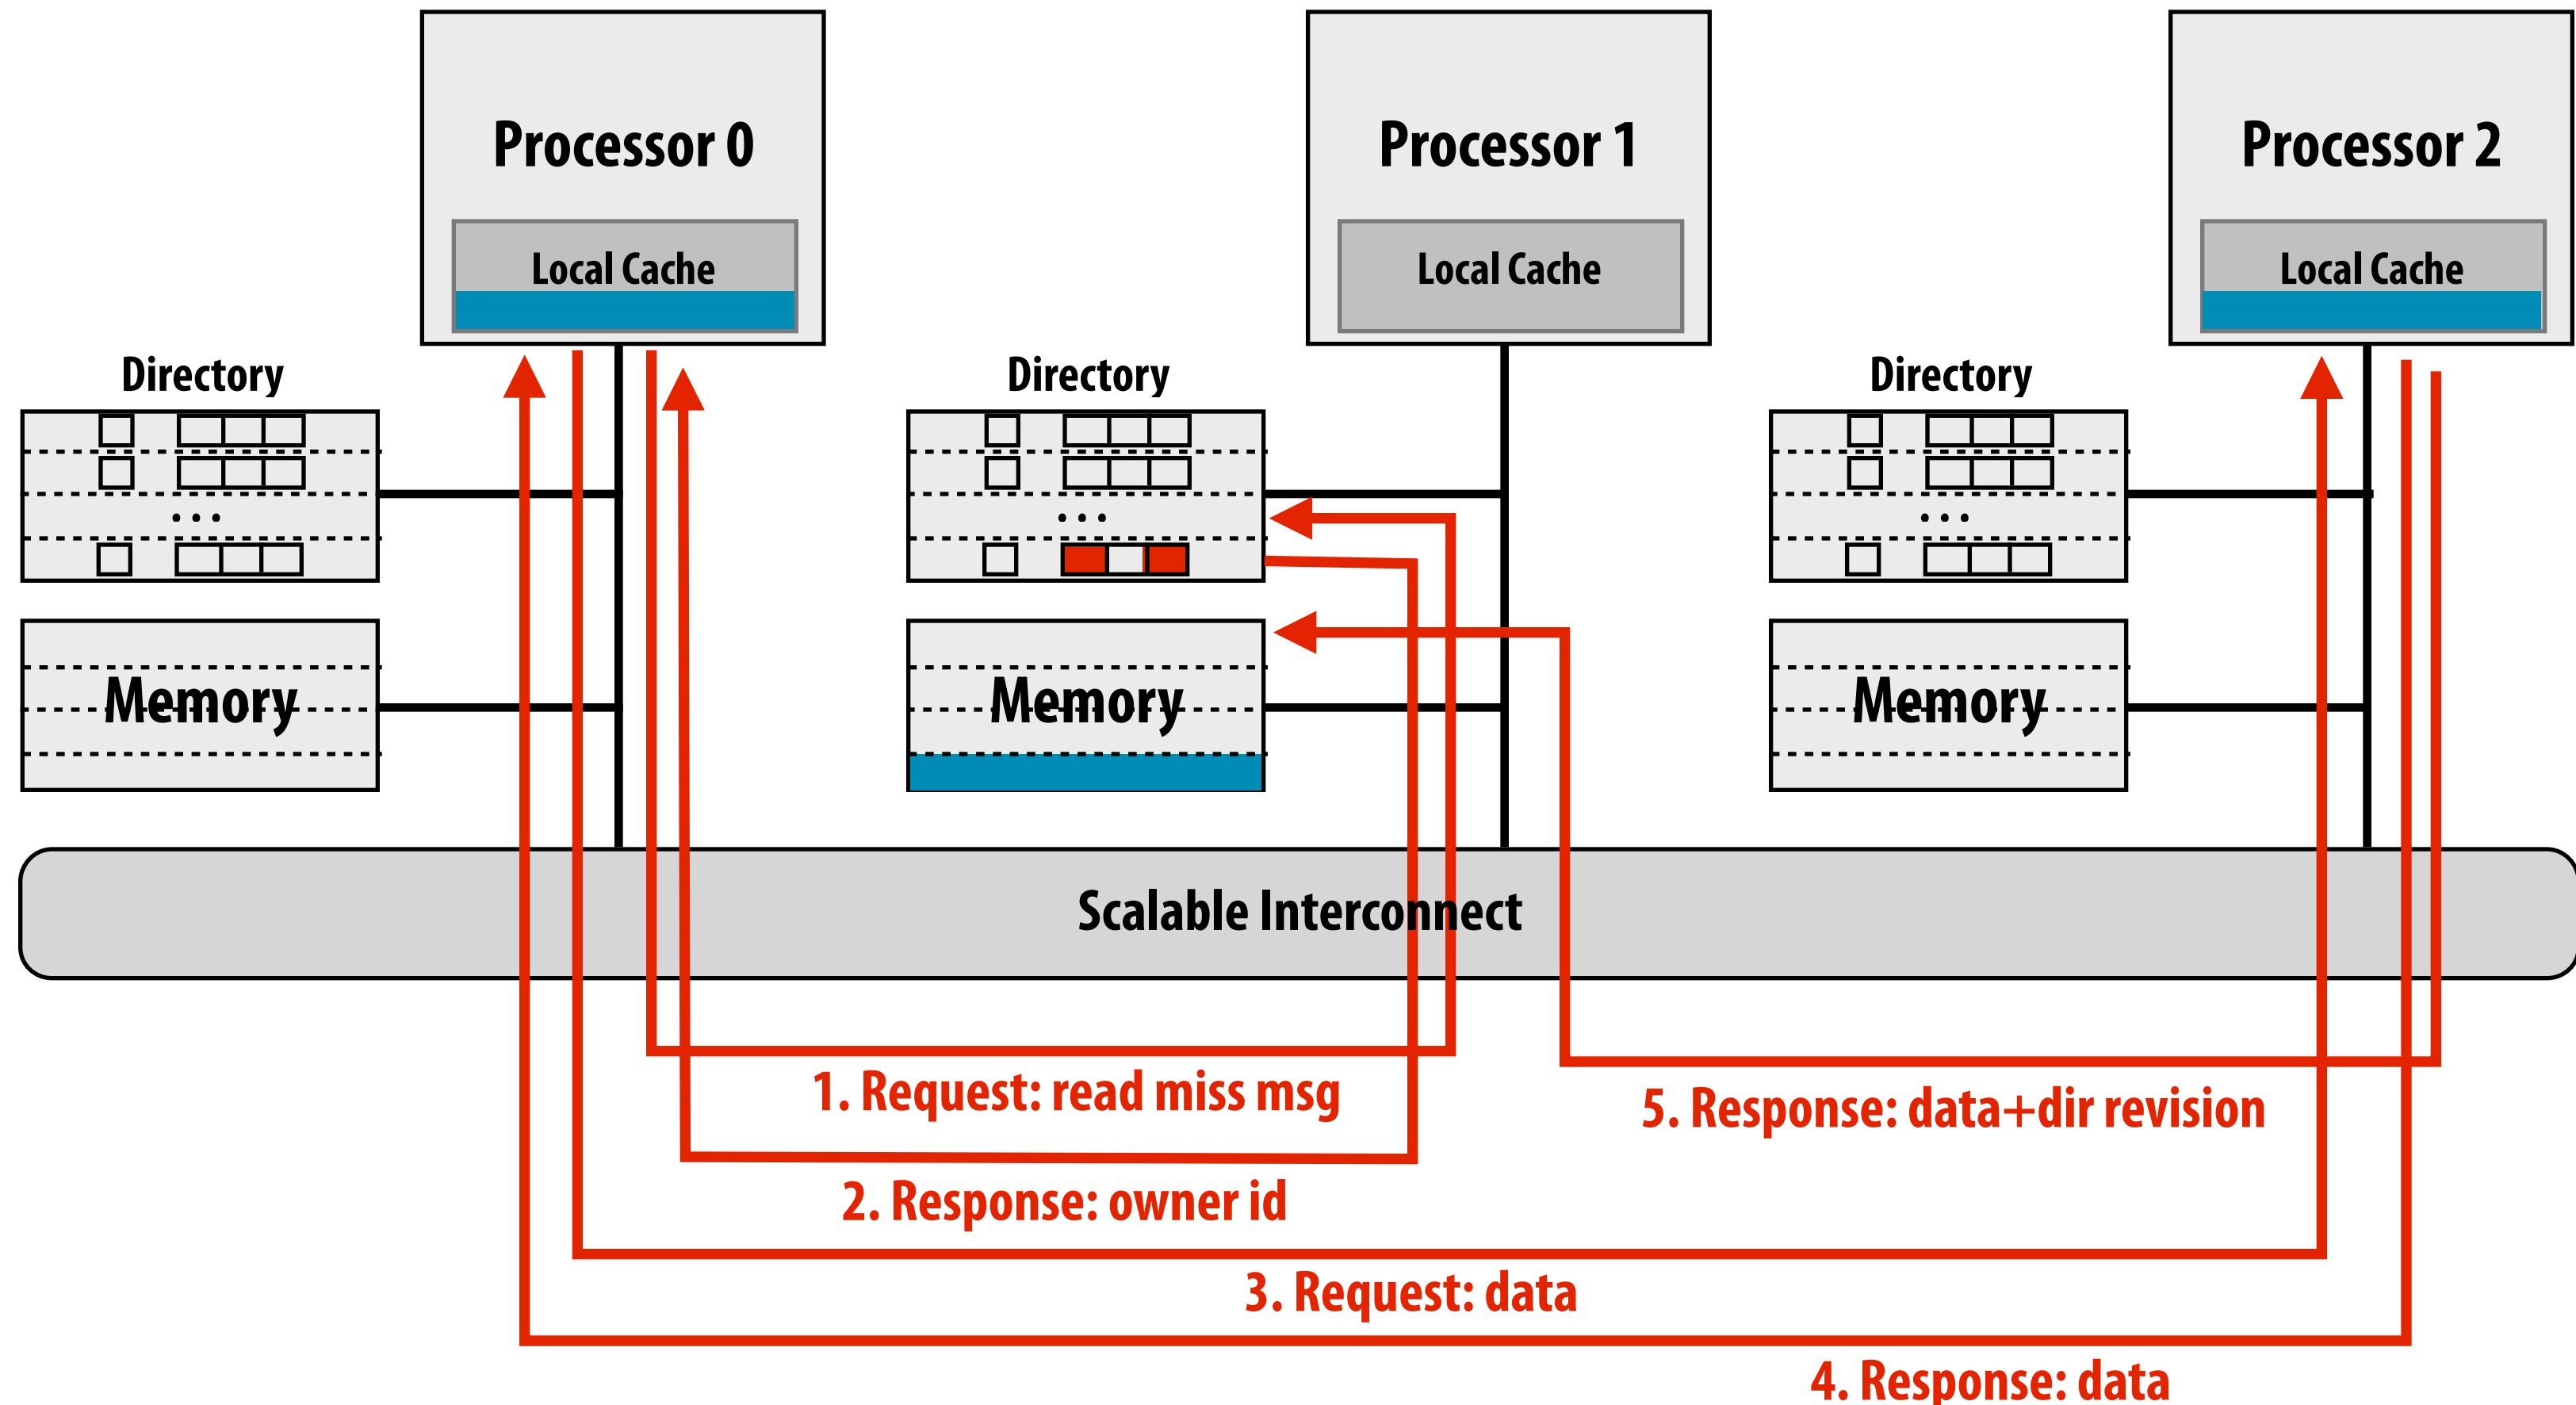 Processor 0
Processor 1
Processor 2
Local Cache
Local Cache
Local Cache
Directory
Directory
Directory
• • •
• • •
• • •
Memory
Memory
Memory
Scalable Interconnect
1. Request: read miss msg
5. Response: data+dir revision
2. Response: owner id
3. Request: data
4. Response: data